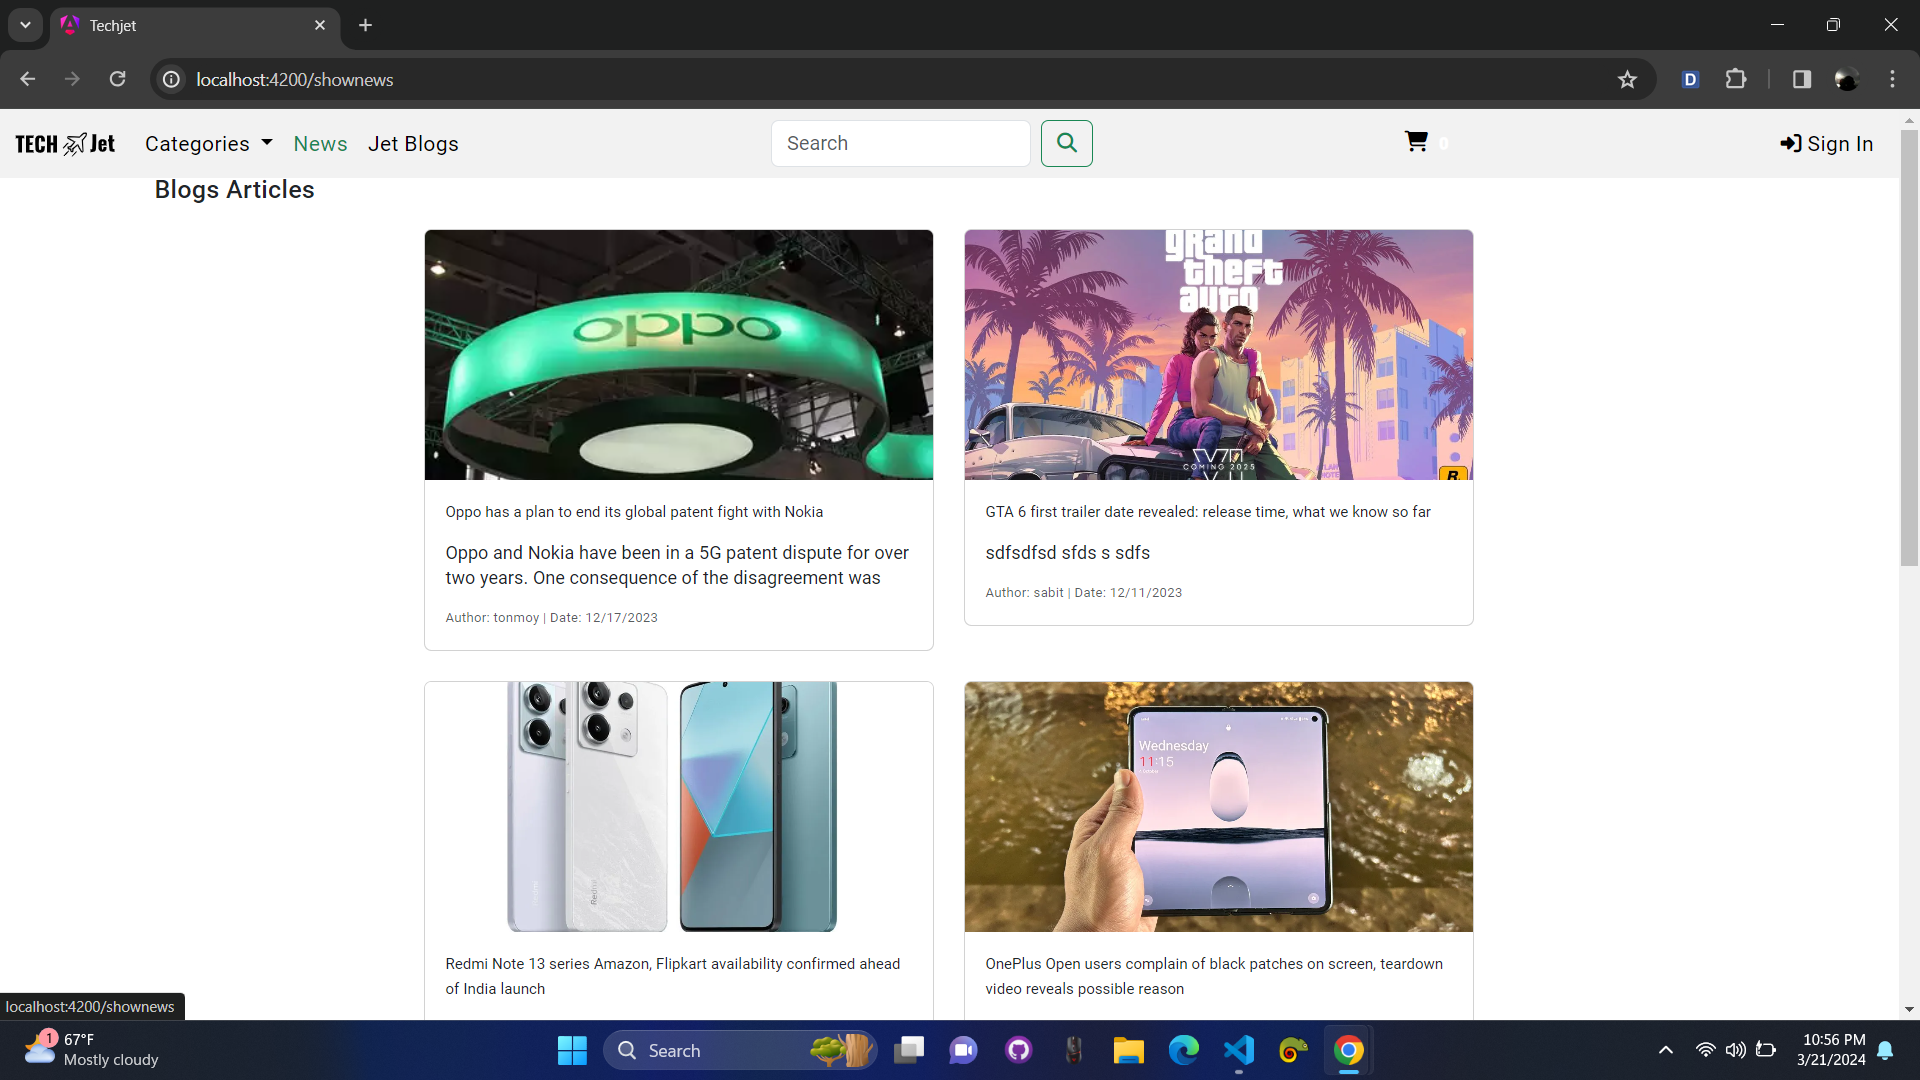 Techjet
localhost:4200/shownews
D
TECH Jet
Categories
News
Jet Blogs
Search
0
Sign In
Blogs Articles
oppo
grand
theft
auto
VI
COMING 2025
R
Oppo has a plan to end its global patent fight with Nokia
Oppo and Nokia have been in a 5G patent dispute for over
two years. One consequence of the disagreement was
Author: tonmoy | Date: 12/17/2023
GTA 6 first trailer date revealed: release time, what we know so far
sdfsdfsd sfds s sdfs
Author: sabit | Date: 12/11/2023
Redmi
Wednesday
11:15
Redmi Note 13 series Amazon, Flipkart availability confirmed ahead
of India launch
OnePlus Open users complain of black patches on screen, teardown
video reveals possible reason
localhost:4200/shownews
1
67°F
Mostly cloudy
Search
10:56 PM
3/21/2024